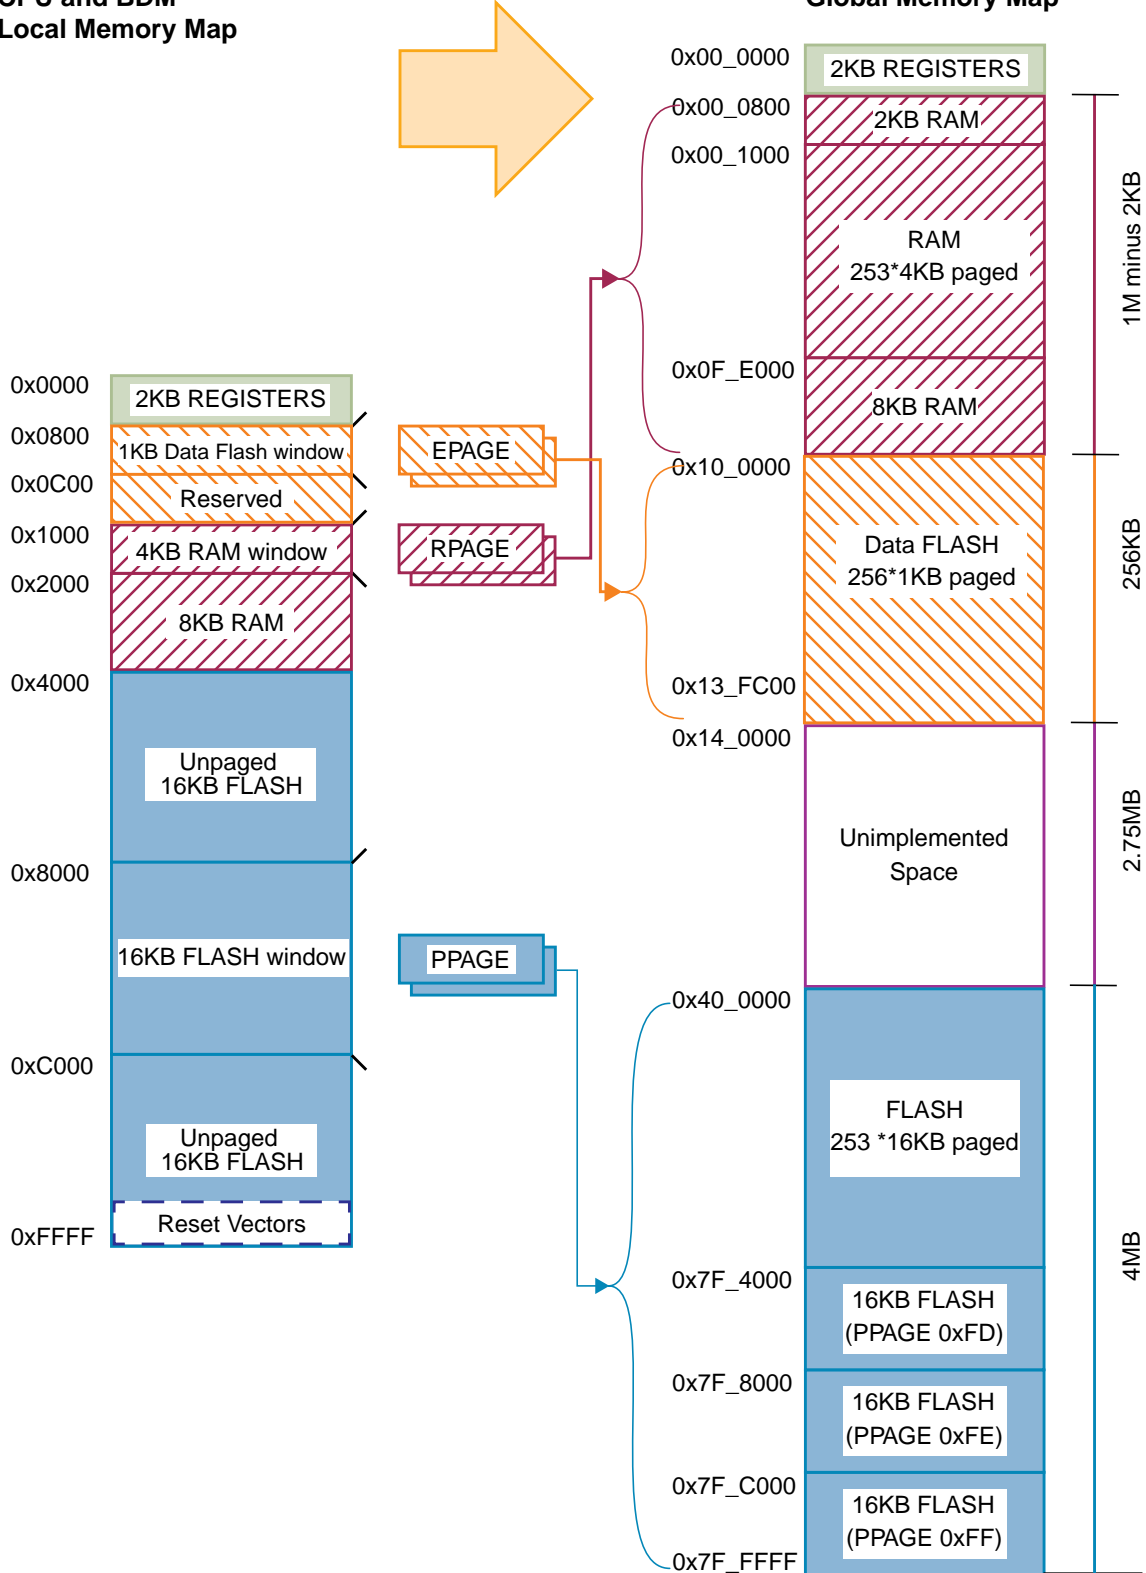 CPU and BDM
Local Memory Map
0x0000
2KB REGISTERS
0x0800
1KB Data Flash window
0x0C00
Reserved
0x1000
4KB RAM window
0x2000
8KB RAM
0x4000
Unpaged
16KB FLASH
0x8000
16KB FLASH window
0xC000
Unpaged
16KB FLASH
Reset Vectors
0xFFFF
EPAGE
RPAGE
PPAGE
Global Memory Map
0x00_0000
2KB REGISTERS
0x00_0800
2KB RAM
0x00_1000
RAM
253*4KB paged
0x0F_E000
8KB RAM
0x10_0000
Data FLASH
256*1KB paged
0x13_FC00
0x14_0000
Unimplemented
Space
0x40_0000
FLASH
253 *16KB paged
0x7F_4000
16KB FLASH
(PPAGE 0xFD)
0x7F_8000
16KB FLASH
(PPAGE 0xFE)
0x7F_C000
16KB FLASH
(PPAGE 0xFF)
0x7F_FFFF
1M minus 2KB
256KB
2.75MB
4MB